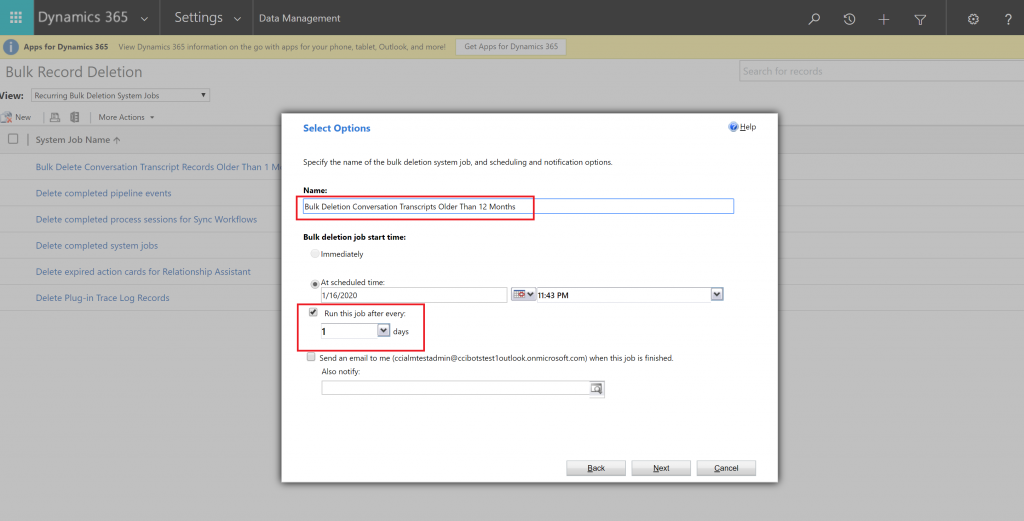 Dynamics 365 Settings Data Management
Apps for Dynamics 365 View Dynamics 365 information on the go with apps for your phone, tablet, Outlook, and more! Get Apps for Dynamics 365
Bulk Record Deletion
Search for records
View: Recurring Bulk Deletion System Jobs
New More Actions
System Job Name
Bulk Delete Conversation Transcript Records Older Than 1
Delete completed pipeline events
Delete completed process sessions for Sync Workflows
Delete completed system jobs
Delete expired action cards for Relationship Assistant
Delete Plug-in Trace Log Records
Select Options
Help
Specify the name of the bulk deletion system job, and scheduling and notification options.
Name:
Bulk Deletion Conversation Transcripts Older Than 12 Months
Bulk deletion job start time:
Immediately
At scheduled time:
1/16/2020 11:43 PM
Run this job after every:
1 days
Send an email to me (ccialmtestadmin@ccibotstest1outlook.onmicrosoft.com) when this job is finished.
Also notify:
Back Next Cancel